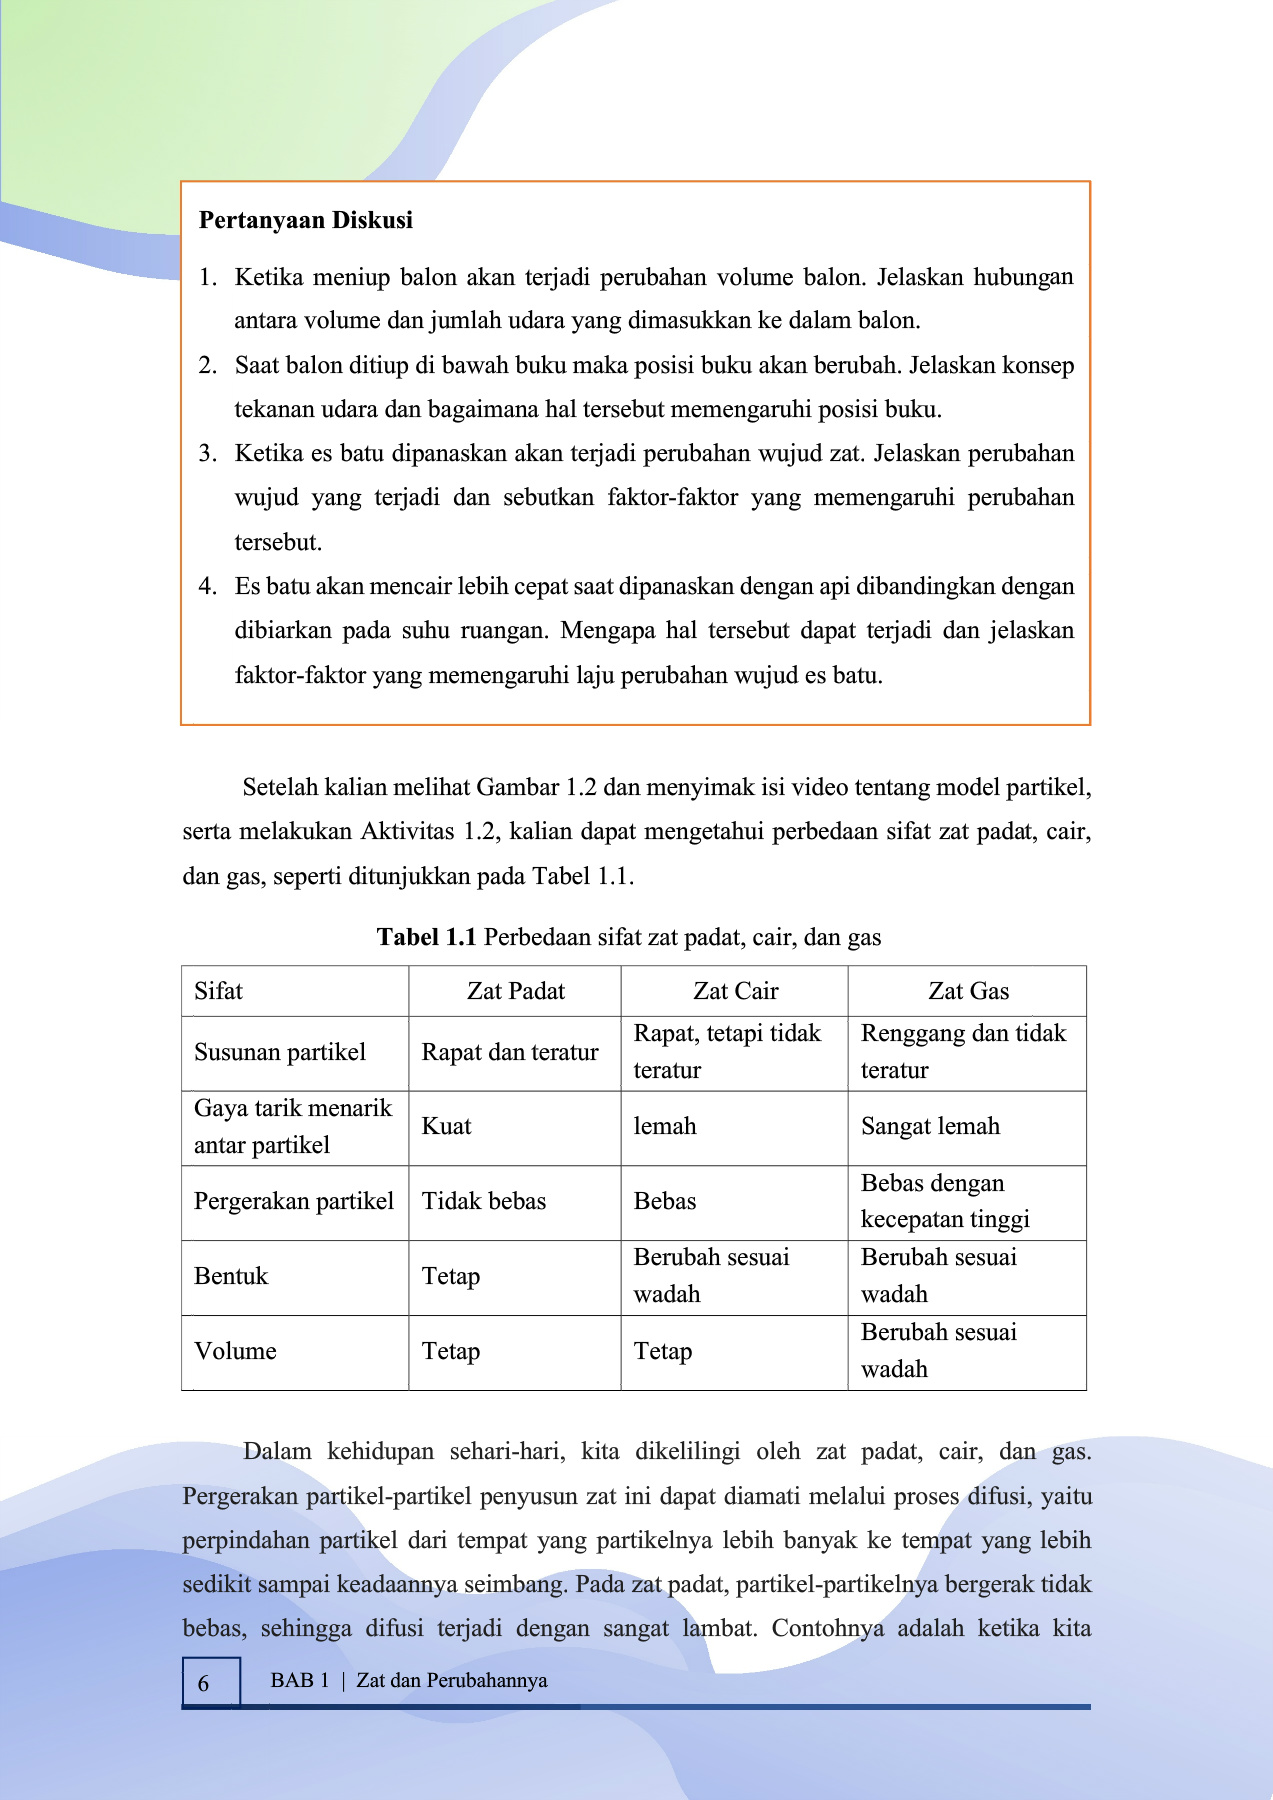 Pertanyaan Diskusi
1. Ketika meniup balon akan terjadi perubahan volume balon. Jelaskan hubungan
antara volume dan jumlah udara yang dimasukkan ke dalam balon.
2. Saat balon ditiup di bawah buku maka posisi buku akan berubah. Jelaskan konsep
tekanan udara dan bagaimana hal tersebut memengaruhi posisi buku.
3. Ketika es batu dipanaskan akan terjadi perubahan wujud zat. Jelaskan perubahan
wujud yang terjadi dan sebutkan faktor-faktor yang memengaruhi perubahan
tersebut.
4. Es batu akan mencair lebih cepat saat dipanaskan dengan api dibandingkan dengan
dibiarkan pada suhu ruangan. Mengapa hal tersebut dapat terjadi dan jelaskan
faktor-faktor yang memengaruhi laju perubahan wujud es batu.
Setelah kalian melihat Gambar 1.2 dan menyimak isi video tentang model partikel,
serta melakukan Aktivitas 1.2, kalian dapat mengetahui perbedaan sifat zat padat, cair,
dan gas, seperti ditunjukkan pada Tabel 1.1.
Tabel 1.1 Perbedaan sifat zat padat, cair, dan gas
Sifat Zat Padat Zat Cair Zat Gas
Susunan partikel
Rapat dan teratur
Rapat, tetapi tidak
teratur
Renggang dan tidak
teratur
Gaya tarik menarik
antar partikel
Kuat
lemah
Sangat lemah
Pergerakan partikel
Tidak bebas
Bebas
Bebas dengan
kecepatan tinggi
Bentuk
Tetap
Berubah sesuai
wadah
Berubah sesuai
wadah
Volume
Tetap
Tetap
Berubah sesuai
wadah
Dalam kehidupan sehari-hari, kita dikelilingi oleh zat padat, cair, dan gas.
Pergerakan partikel-partikel penyusun zat ini dapat diamati melalui proses difusi, yaitu
perpindahan partikel dari tempat yang partikelnya lebih banyak ke tempat yang lebih
sedikit sampai keadaannya seimbang. Pada zat padat, partikel-partikelnya bergerak tidak
bebas, sehingga difusi terjadi dengan sangat lambat. Contohnya adalah ketika kita
6 BAB 1 | Zat dan Perubahannya